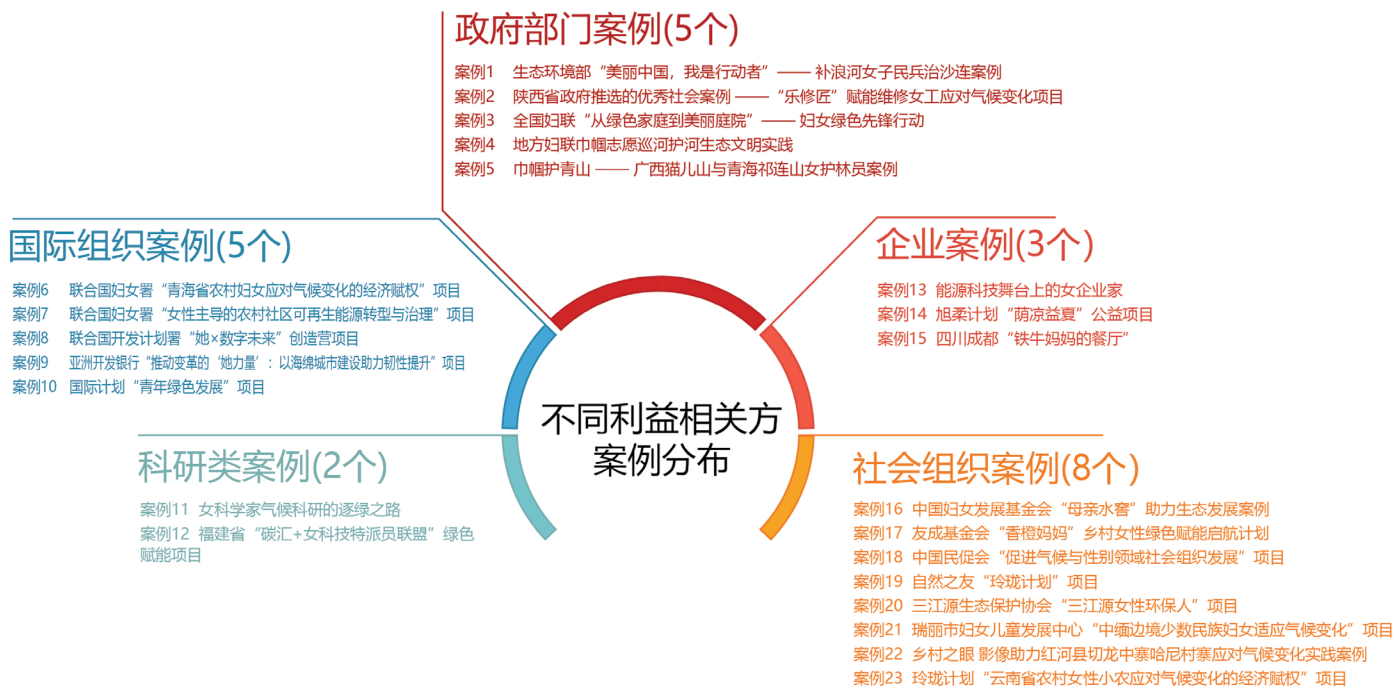 政府部门案例(5个)
案例1 生态环境部“美丽中国，我是行动者”—— 补浪河女子民兵治沙连案例
案例2 陕西省政府推选的优秀社会案例 ——“乐修匠”赋能维修女工应对气候变化项目
案例3 全国妇联“从绿色家庭到美丽庭院”—— 妇女绿色先锋行动
案例4 地方妇联巾帼志愿巡河护河生态文明实践
案例5 巾帼护青山 —— 广西猫儿山与青海祁连山女护林员案例
国际组织案例(5个)
案例6 联合国妇女署“青海省农村妇女应对气候变化的经济赋权”项目
案例7 联合国妇女署“女性主导的农村社区可再生能源转型与治理”项目
案例8 联合国开发计划署“她×数字未来”创造营项目
案例9 亚洲开发银行“推动变革的‘她力量’：以海绵城市建设助力韧性提升”项目
案例10 国际计划“青年绿色发展”项目
科研类案例(2个)
案例11 女科学家气候科研的逐绿之路
案例12 福建省“碳汇+女科技特派员联盟”绿色
赋能项目
不同利益相关方
案例分布
企业案例(3个)
案例13 能源科技舞台上的女企业家
案例14 旭柔计划“荫凉益夏”公益项目
案例15 四川成都“铁牛妈妈的餐厅”
社会组织案例(8个)
案例16 中国妇女发展基金会“母亲水窖”助力生态发展案例
案例17 友成基金会“香橙妈妈”乡村女性绿色赋能启航计划
案例18 中国民促会“促进气候与性别领域社会组织发展”项目
案例19 自然之友“玲珑计划”项目
案例20 三江源生态保护协会“三江源女性环保人”项目
案例21 瑞丽市妇女儿童发展中心“中缅边境少数民族妇女适应气候变化”项目
案例22 乡村之眼 影像助力红河县切龙中寨哈尼村寨应对气候变化实践案例
案例23 玲珑计划“云南省农村女性小农应对气候变化的经济赋权”项目